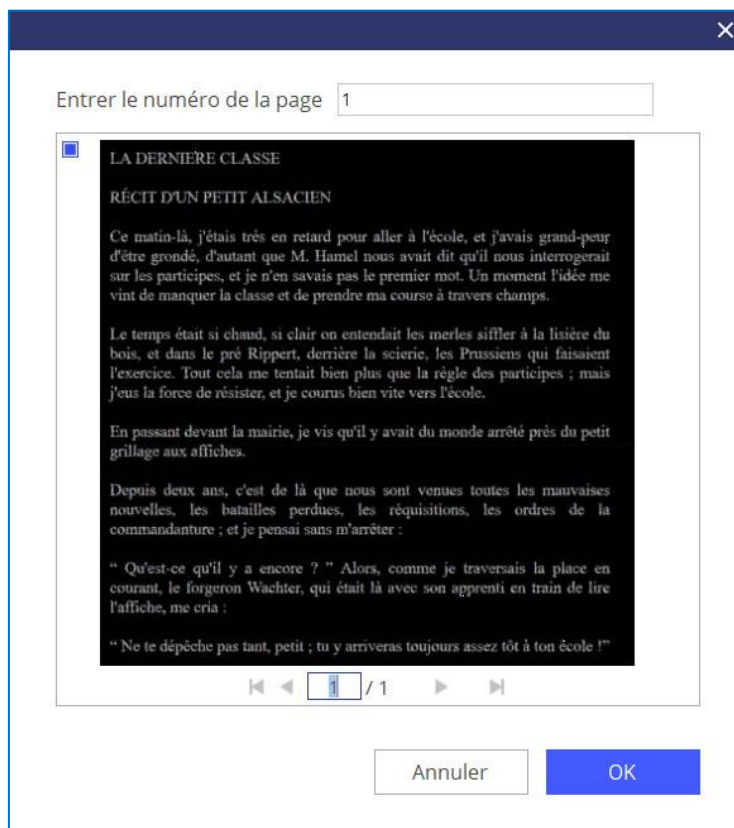 Entrer le numéro de la page 1
LA DERNIERE CLASSE
RÉCIT D'UN PETIT ALSACIEN
Ce matin-là, j'étais très en retard pour aller à l'école, et j'avais grand-peur
d'être grondé, d'autant que M. Hamel nous avait dit qu'il nous interrogerait
sur les participes, et je n'en savais pas le premier mot. Un moment l'idée me
vint de manquer la classe et de prendre ma course à travers champs.
Le temps était si chaud, si clair on entendait les merles siffler à la lisière du
bois, et dans le pré Rippert, derrière la scierie, les Prussiens qui faisaient
l'exercice. Tout cela me tentait bien plus que la règle des participes ; mais
j'eus la force de résister, et je courus bien vite vers l'école.
En passant devant la mairie, je vis qu'il y avait du monde arrêté près du petit
grillage aux affiches.
Depuis deux ans, c'est de là que nous sont venues toutes les mauvaises
nouvelles, les batailles perdues, les réquisitions, les ordres de la
commandanture ; et je pensai sans m'arrêter :
“ Qu'est-ce qu'il y a encore ? ” Alors, comme je traversais la place en
courant, le forgeron Wachter, qui était là avec son apprenti en train de lire
l'affiche, me cria :
“ Ne te dépêche pas tant, petit ; tu y arriveras toujours assez tôt à ton école !”
1 / 1
Annuler OK